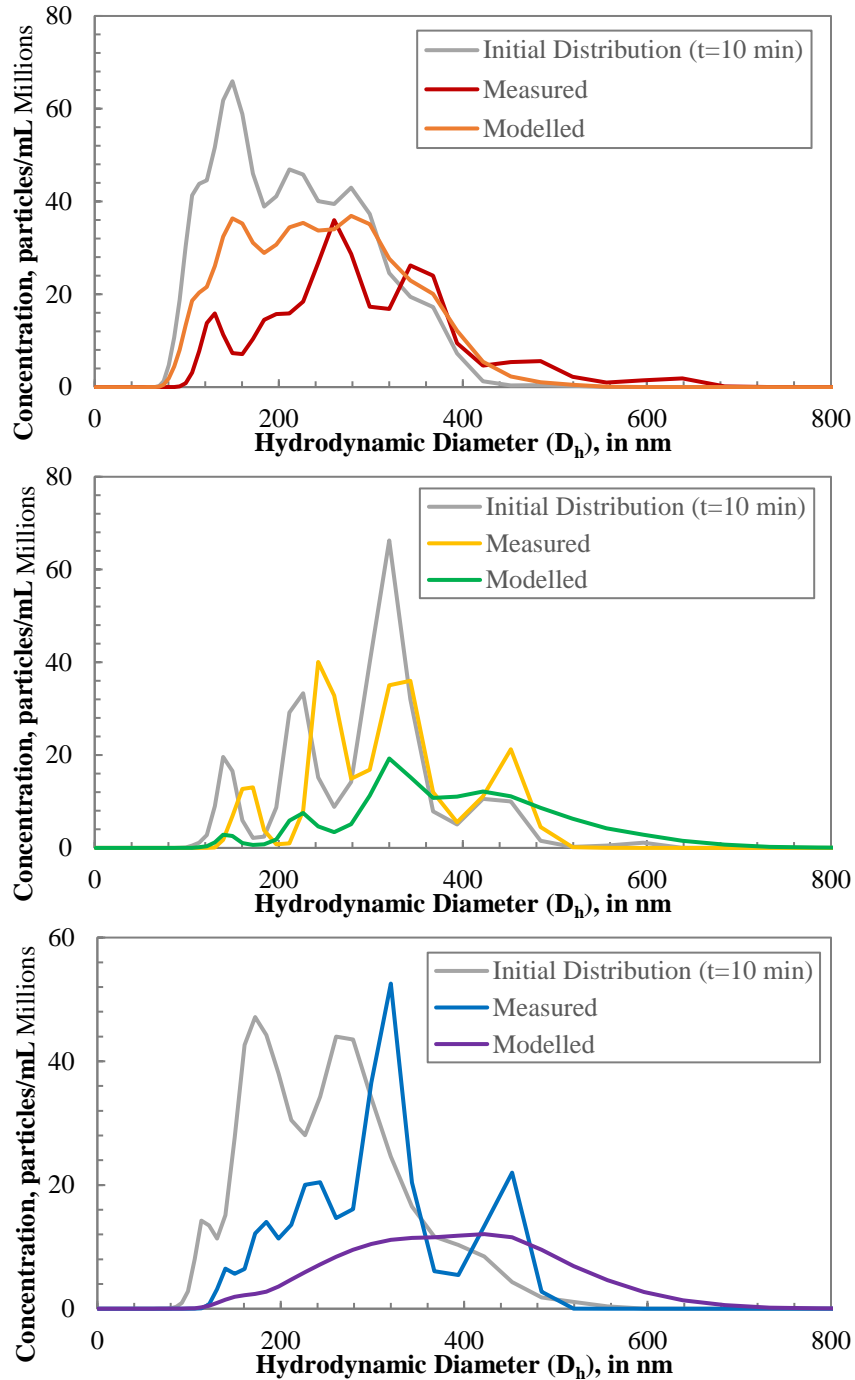 80
60
40
20
0
Concentration, particles/mL Millions
Initial Distribution (t=10 min)
Measured
Modelled
0 200 400 600 800
Hydrodynamic Diameter (Dh), in nm
80
60
40
20
0
Concentration, particles/mL Millions
Initial Distribution (t=10 min)
Measured
Modelled
0 200 400 600 800
Hydrodynamic Diameter (Dh), in nm
60
40
20
0
Concentration, particles/mL Millions
Initial Distribution (t=10 min)
Measured
Modelled
0 200 400 600 800
Hydrodynamic Diameter (Dh), in nm